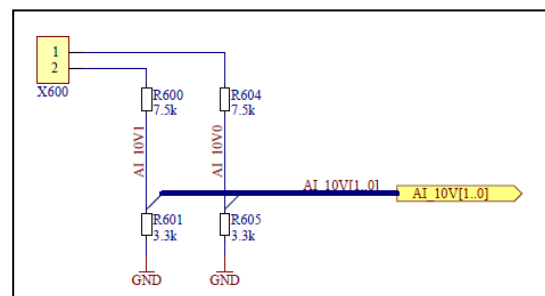 1
2
X600
R600
7.5k
R604
7.5k
AI_10V1
AI_10V0
AI_10V[1..0]
AI_10V[1..0]
R601
3.3k
R605
3.3k
GND
GND